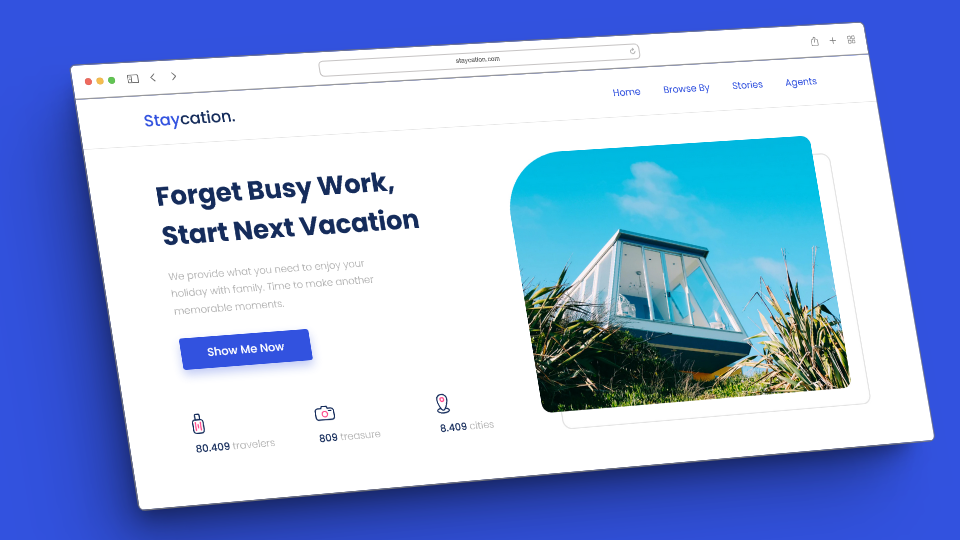 staycation.com
Staycation.
Home Browse By Stories Agents
Forget Busy Work,
Start Next Vacation
We provide what you need to enjoy your
holiday with family. Time to make another
memorable moments.
Show Me Now
80.409 travelers 809 treasure 8.409 cities